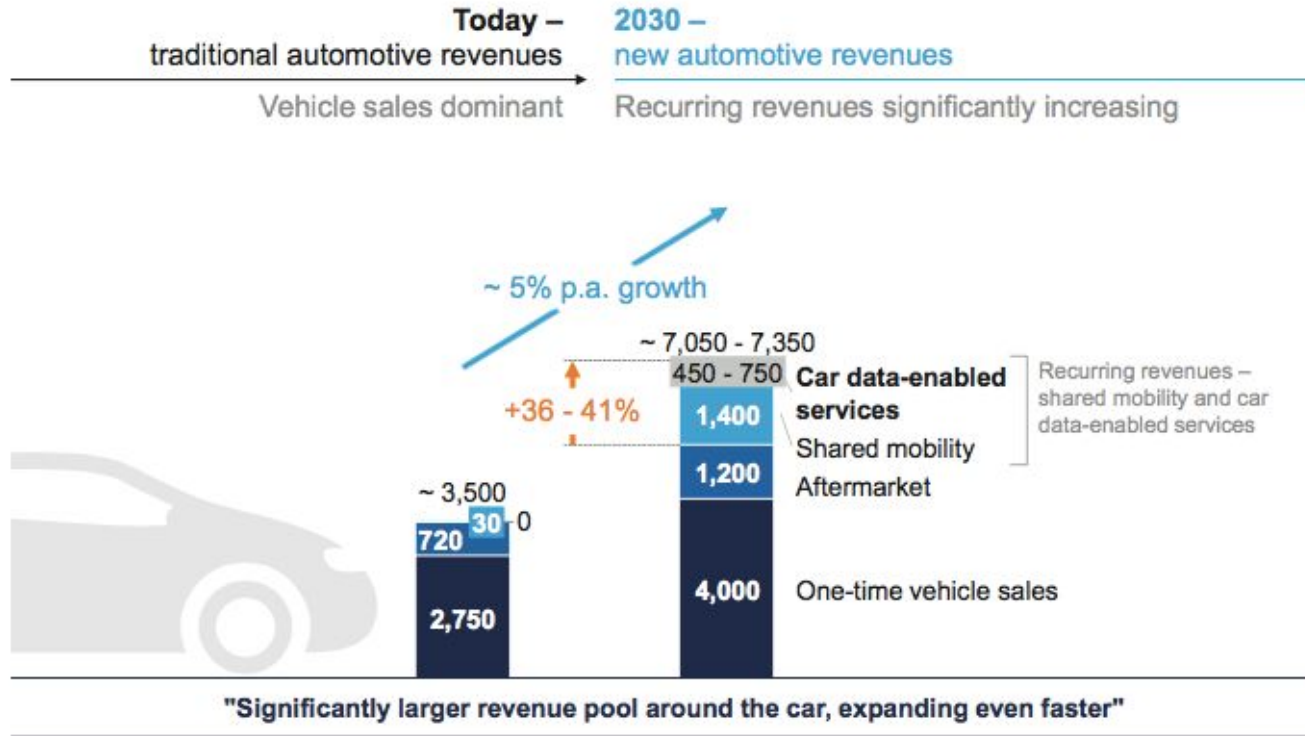 Today –
traditional automotive revenues
Vehicle sales dominant
2030 –
new automotive revenues
Recurring revenues significantly increasing
~ 5% p.a. growth
~ 7,050 - 7,350
450 - 750
Car data-enabled
services
Recurring revenues –
shared mobility and car
data-enabled services
+36 - 41%
1,400
Shared mobility
1,200
Aftermarket
~ 3,500
30
0
720
2,750
4,000
One-time vehicle sales
"Significantly larger revenue pool around the car, expanding even faster"